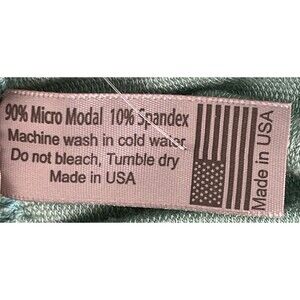 90% Micro Modal 10% Spandex
Machine wash in cold water
Do not bleach, Tumble dry
Made in USA
Made in USA